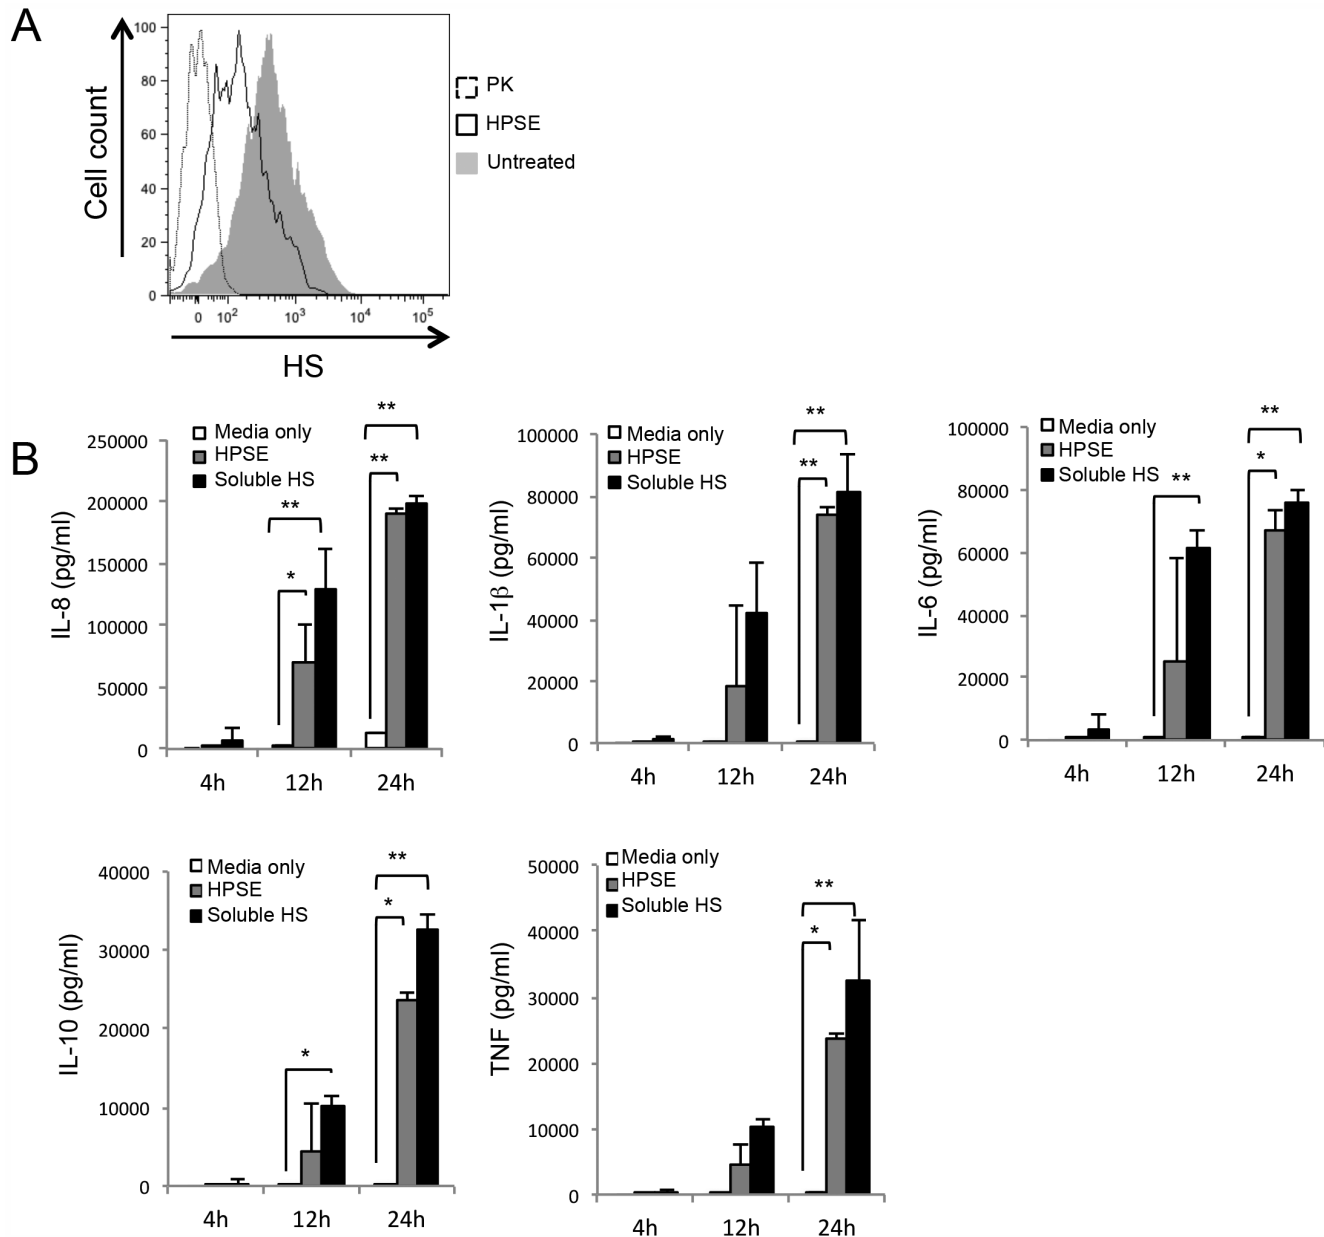 A
100
80
60
40
20
0
Cell count
0 10² 10³ 10⁴ 10⁵
HS
PK
HPSE
Untreated
B
IL-8 (pg/ml)
250000
200000
150000
100000
50000
0
Media only
HPSE
Soluble HS
**
**
**
*
4h 12h 24h
IL-1β (pg/ml)
100000
80000
60000
40000
20000
0
Media only
HPSE
Soluble HS
**
**
4h 12h 24h
IL-6 (pg/ml)
100000
80000
60000
40000
20000
0
Media only
HPSE
Soluble HS
**
*
**
4h 12h 24h
IL-10 (pg/ml)
40000
30000
20000
10000
0
Media only
HPSE
Soluble HS
**
*
*
4h 12h 24h
TNF (pg/ml)
50000
40000
30000
20000
10000
0
Media only
HPSE
Soluble HS
**
*
4h 12h 24h